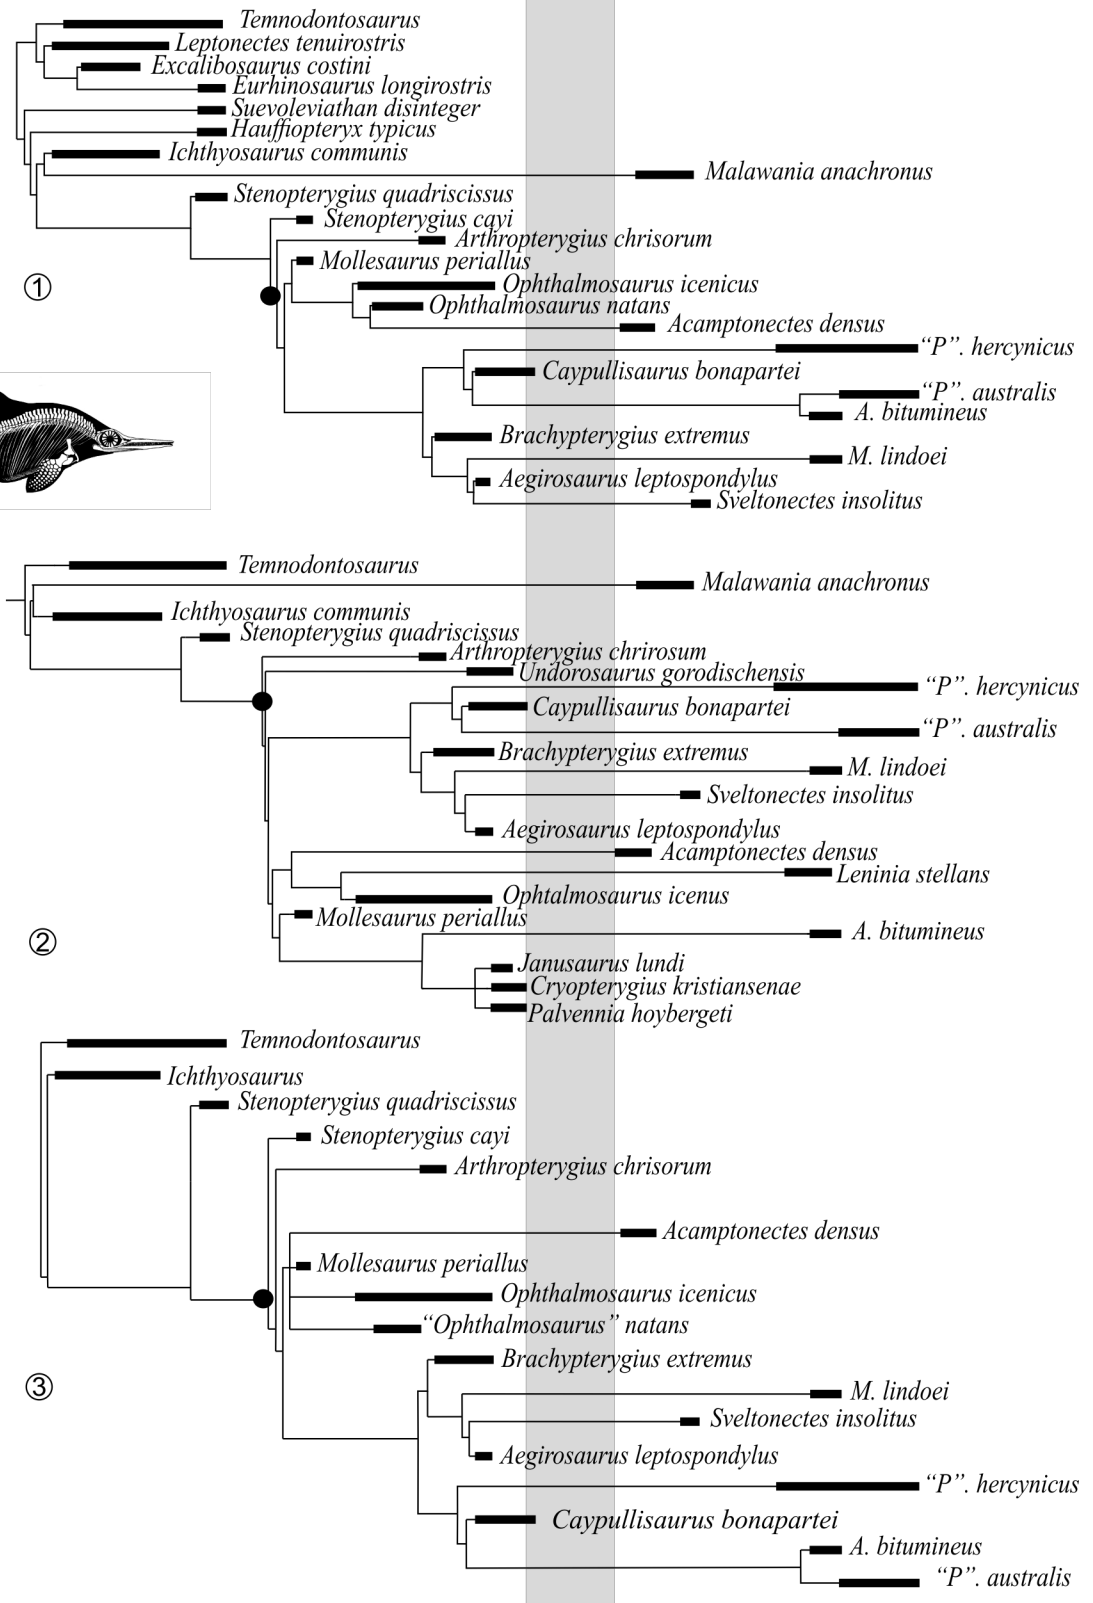 Temnodontosaurus
Leptonectes tenuirostris
Excalibosaurus costini
Eurhinosaurus longirostris
Suevoleviathan disinteger
Hauffiopteryx typicus
Ichthyosaurus communis
Malawania anachronus
Stenopterygius quadriscissus
Stenopterygius cayi
Arthropterygius chrisorum
Mollesaurus periallus
①
Ophthalmosaurus icenicus
Ophthalmosaurus natans
Acamptonectes densus
“P”. hercynicus
Caypullisaurus bonapartei
“P”. australis
A. bitumineus
Brachypterygius extremus
M. lindoei
Aegirosaurus leptospondylus
Sveltonectes insolitus
Temnodontosaurus
Malawania anachronus
Ichthyosaurus communis
Stenopterygius quadriscissus
Arthropterygius chrirosum
Undorosaurus gorodischensis
“P”. hercynicus
Caypullisaurus bonapartei
“P”. australis
Brachypterygius extremus
M. lindoei
Sveltonectes insolitus
Aegirosaurus leptospondylus
Acamptonectes densus
Leninia stellans
Ophtalmosaurus icenus
Mollesaurus periallus
A. bitumineus
②
Janusaurus lundi
Cryopterygius kristiansenae
Palvennia hoybergeti
Temnodontosaurus
Ichthyosaurus
Stenopterygius quadriscissus
Stenopterygius cayi
Arthropterygius chrisorum
Acamptonectes densus
Mollesaurus periallus
Ophthalmosaurus icenicus
“Ophthalmosaurus” natans
Brachypterygius extremus
③
M. lindoei
Sveltonectes insolitus
Aegirosaurus leptospondylus
“P”. hercynicus
Caypullisaurus bonapartei
A. bitumineus
“P”. australis